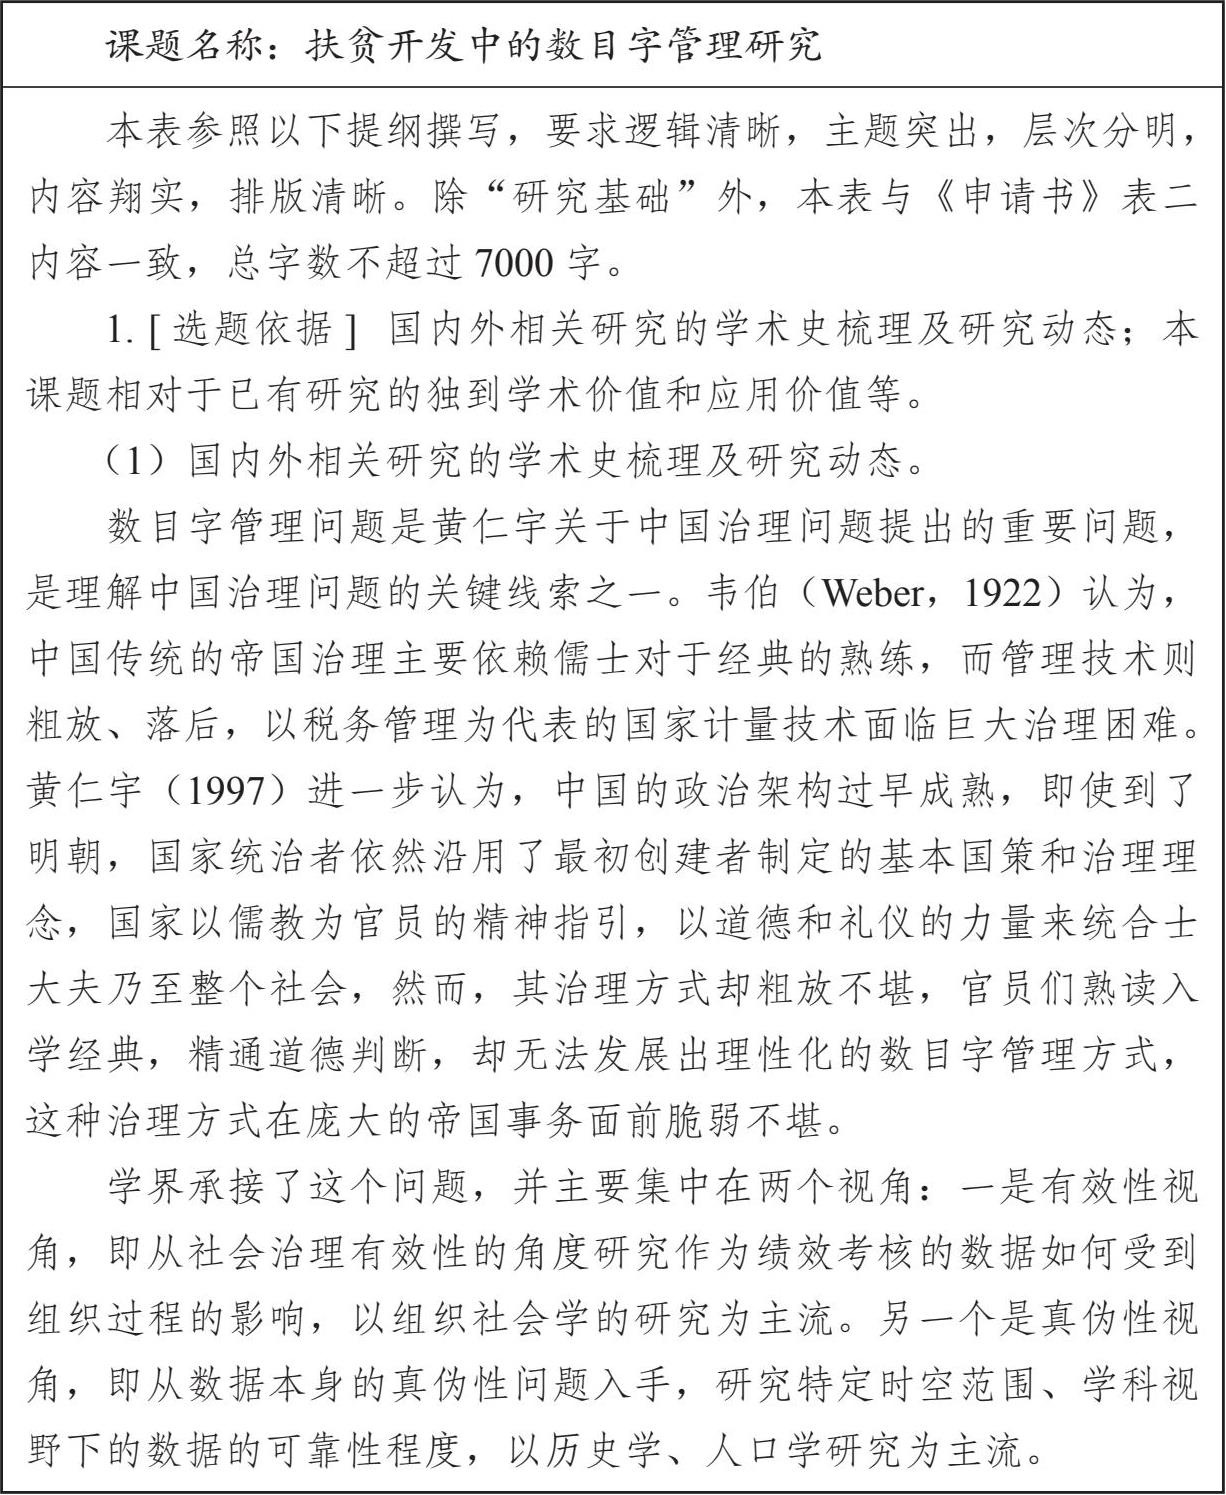 课题名称：扶贫开发中的数目字管理研究
本表参照以下提纲撰写，要求逻辑清晰，主题突出，层次分明，
内容翔实，排版清晰。除“研究基础”外，本表与《申请书》表二
内容一致，总字数不超过 7000 字。
1. [ 选题依据 ] 国内外相关研究的学术史梳理及研究动态；本
课题相对于已有研究的独到学术价值和应用价值等。
（1）国内外相关研究的学术史梳理及研究动态。
数目字管理问题是黄仁宇关于中国治理问题提出的重要问题，
是理解中国治理问题的关键线索之一。韦伯（Weber，1922）认为，
中国传统的帝国治理主要依赖儒士对于经典的熟练，而管理技术则
粗放、落后，以税务管理为代表的国家计量技术面临巨大治理困难。
黄仁宇（1997）进一步认为，中国的政治架构过早成熟，即使到了
明朝，国家统治者依然沿用了最初创建者制定的基本国策和治理理
念，国家以儒教为官员的精神指引，以道德和礼仪的力量来统合士
大夫乃至整个社会，然而，其治理方式却粗放不堪，官员们熟读入
学经典，精通道德判断，却无法发展出理性化的数目字管理方式，
这种治理方式在庞大的帝国事务面前脆弱不堪。
学界承接了这个问题，并主要集中在两个视角：一是有效性视
角，即从社会治理有效性的角度研究作为绩效考核的数据如何受到
组织过程的影响，以组织社会学的研究为主流。另一个是真伪性视
角，即从数据本身的真伪性问题入手，研究特定时空范围、学科视
野下的数据的可靠性程度，以历史学、人口学研究为主流。